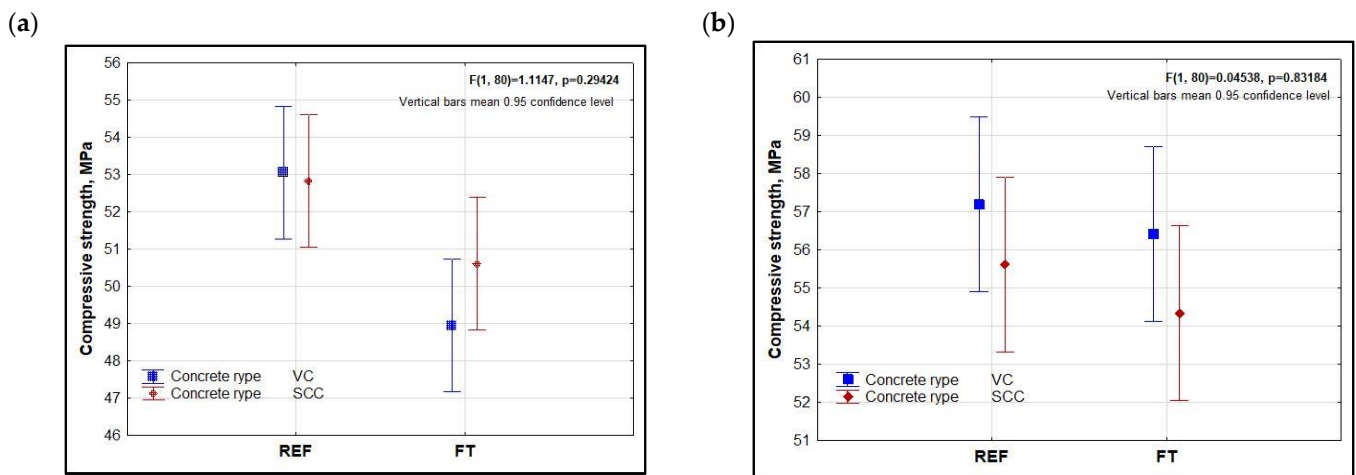 (a)
56
55
54
53
52
51
50
49
48
47
46
Compressive strength, MPa
F(1, 80)=1.1147, p=0.29424
Vertical bars mean 0.95 confidence level
Concrete rype VC
Concrete rype SCC
REF FT
(b)
61
60
59
58
57
56
55
54
53
52
51
Compressive strength, MPa
F(1, 80)=0.04538, p=0.83184
Vertical bars mean 0.95 confidence level
Concrete rype VC
Concrete rype SCC
REF FT